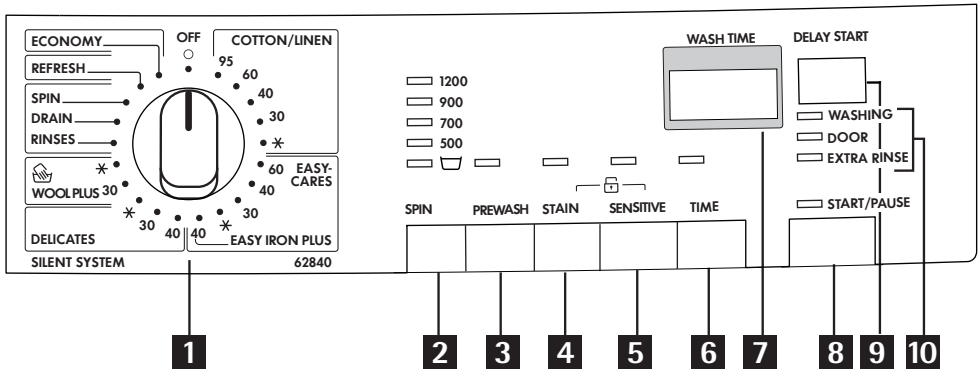 ECONOMY
OFF
COTTON/LINEN
REFRESH
SPIN
DRAIN
RINSES
WOOL PLUS
DELICATES
95
60
40
30
*
60
40
30
*
EASY-
CARES
40
EASY IRON PLUS
40
30
*
30
*
SILENT SYSTEM
62840
1200
900
700
500
SPIN
PREWASH
STAIN
SENSITIVE
TIME
WASH TIME
DELAY START
WASHING
DOOR
EXTRA RINSE
START/PAUSE
1
2
3
4
5
6
7
8
9
10